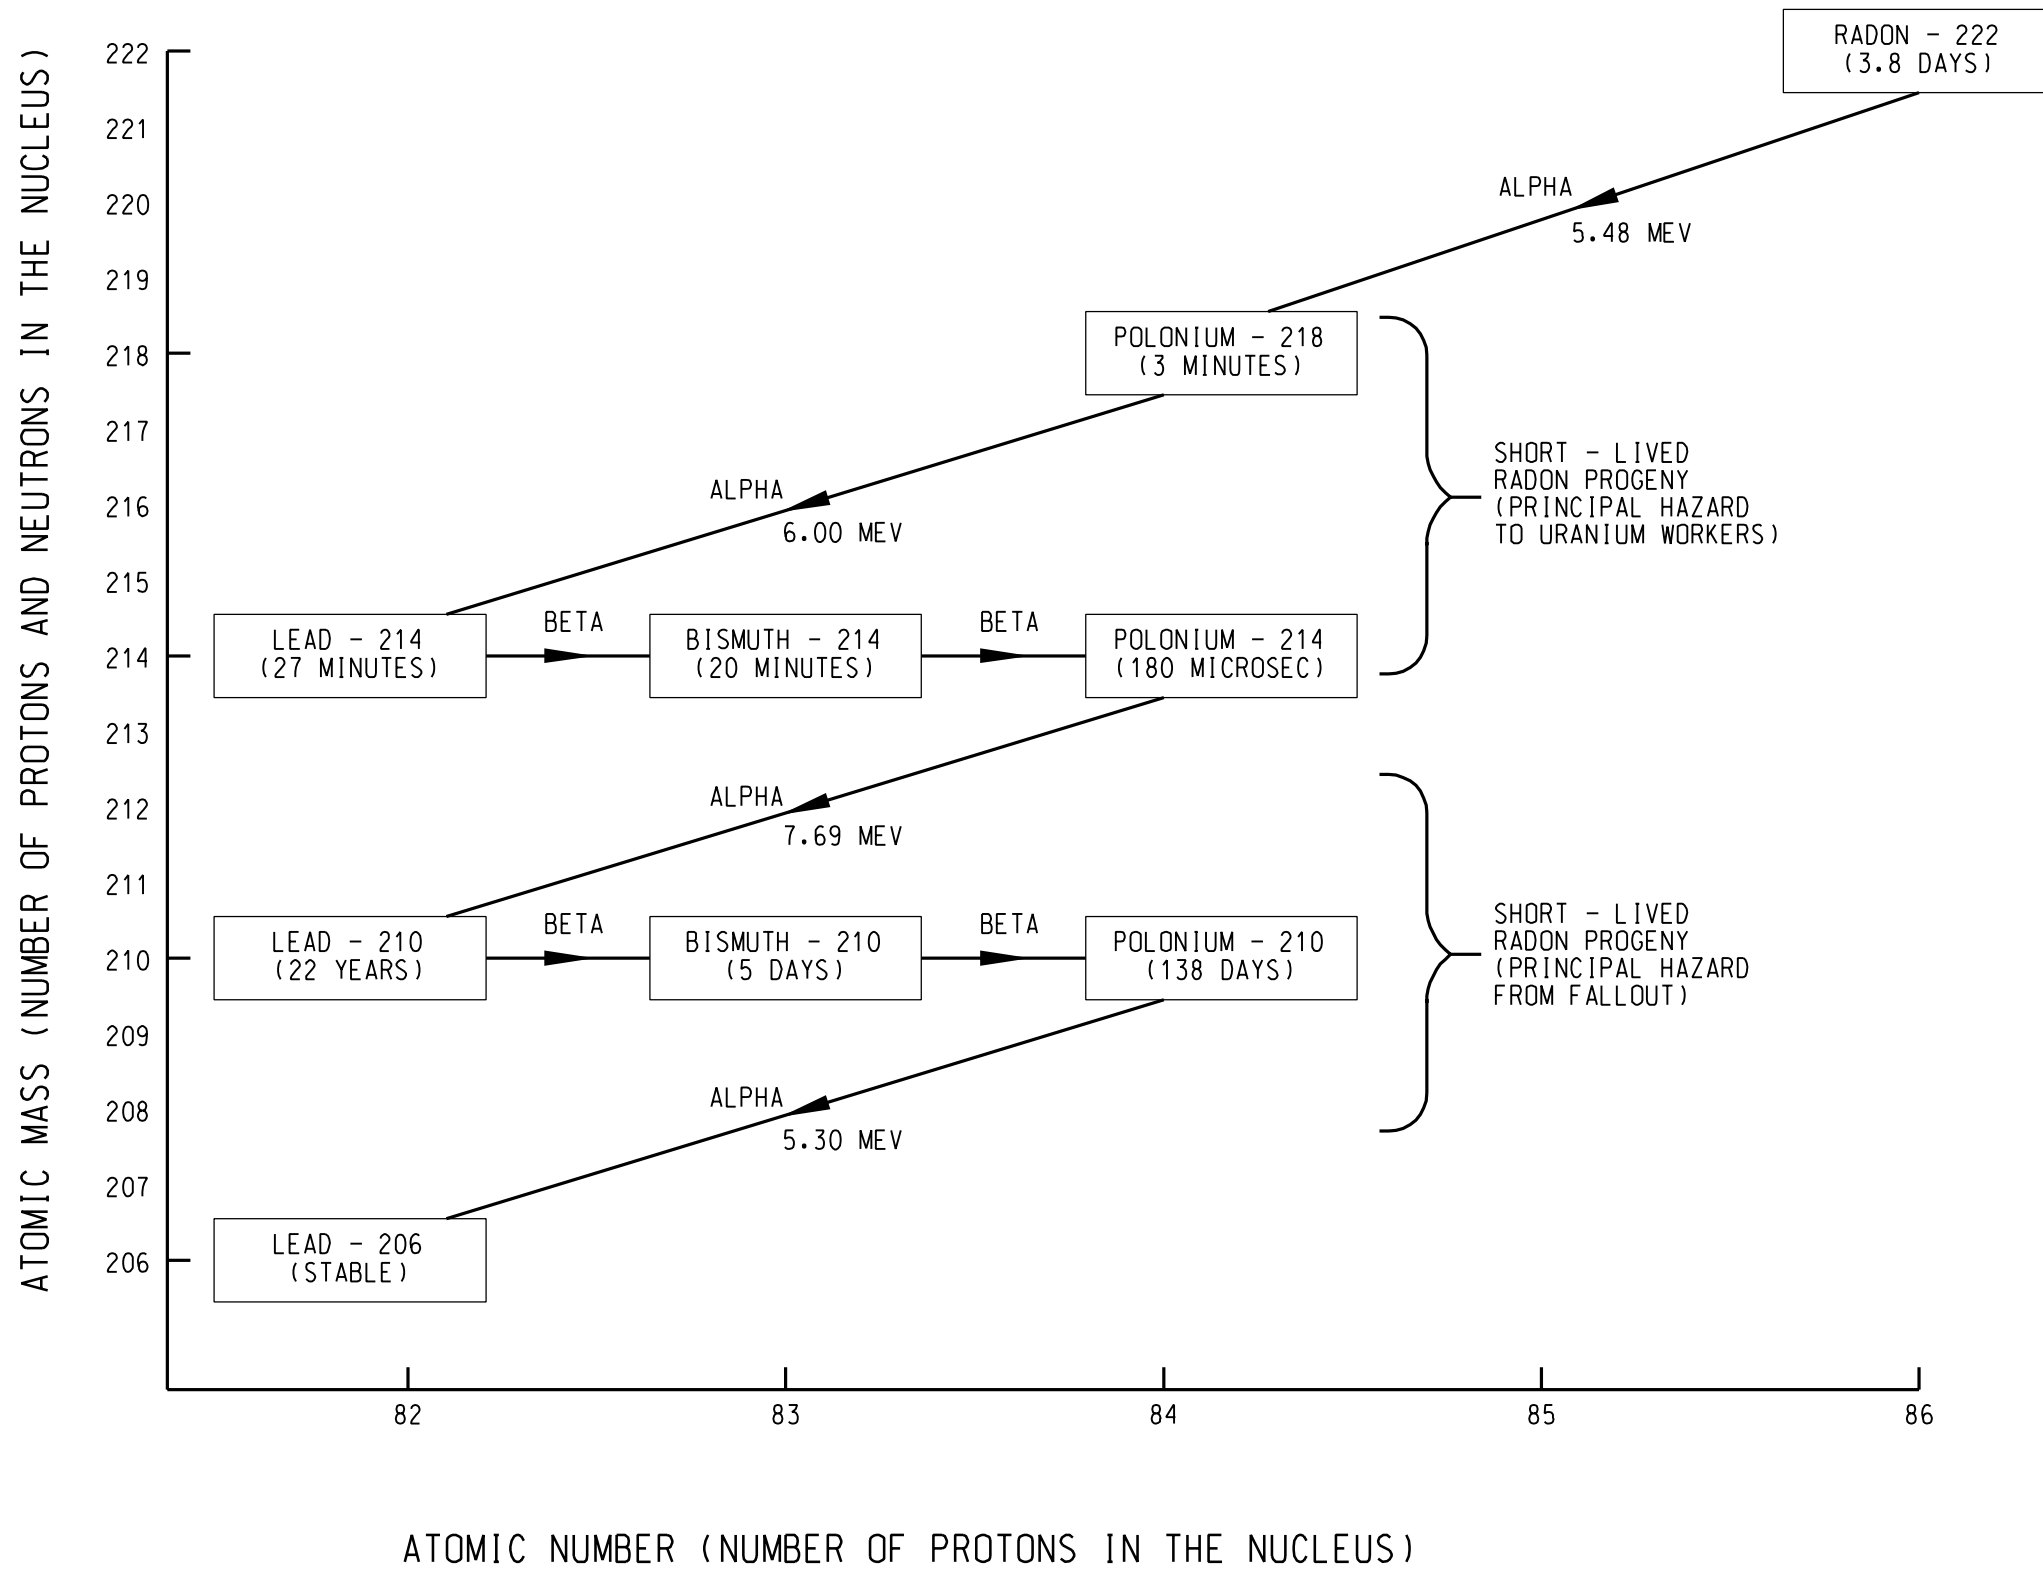 ATOMIC MASS (NUMBER OF PROTONS AND NEUTRONS IN THE NUCLEUS)
222
221
220
219
218
217
216
215
214
213
212
211
210
209
208
207
206
RADON - 222
(3.8 DAYS)
ALPHA
5.48 MEV
POLONIUM - 218
(3 MINUTES)
ALPHA
6.00 MEV
SHORT - LIVED
RADON PROGENY
(PRINCIPAL HAZARD
TO URANIUM WORKERS)
LEAD - 214
(27 MINUTES)
BETA
BISMUTH - 214
(20 MINUTES)
BETA
POLONIUM - 214
(180 MICROSEC)
ALPHA
7.69 MEV
LEAD - 210
(22 YEARS)
BETA
BISMUTH - 210
(5 DAYS)
BETA
POLONIUM - 210
(138 DAYS)
SHORT - LIVED
RADON PROGENY
(PRINCIPAL HAZARD
FROM FALLOUT)
ALPHA
5.30 MEV
LEAD - 206
(STABLE)
82
83
84
85
86
ATOMIC NUMBER (NUMBER OF PROTONS IN THE NUCLEUS)